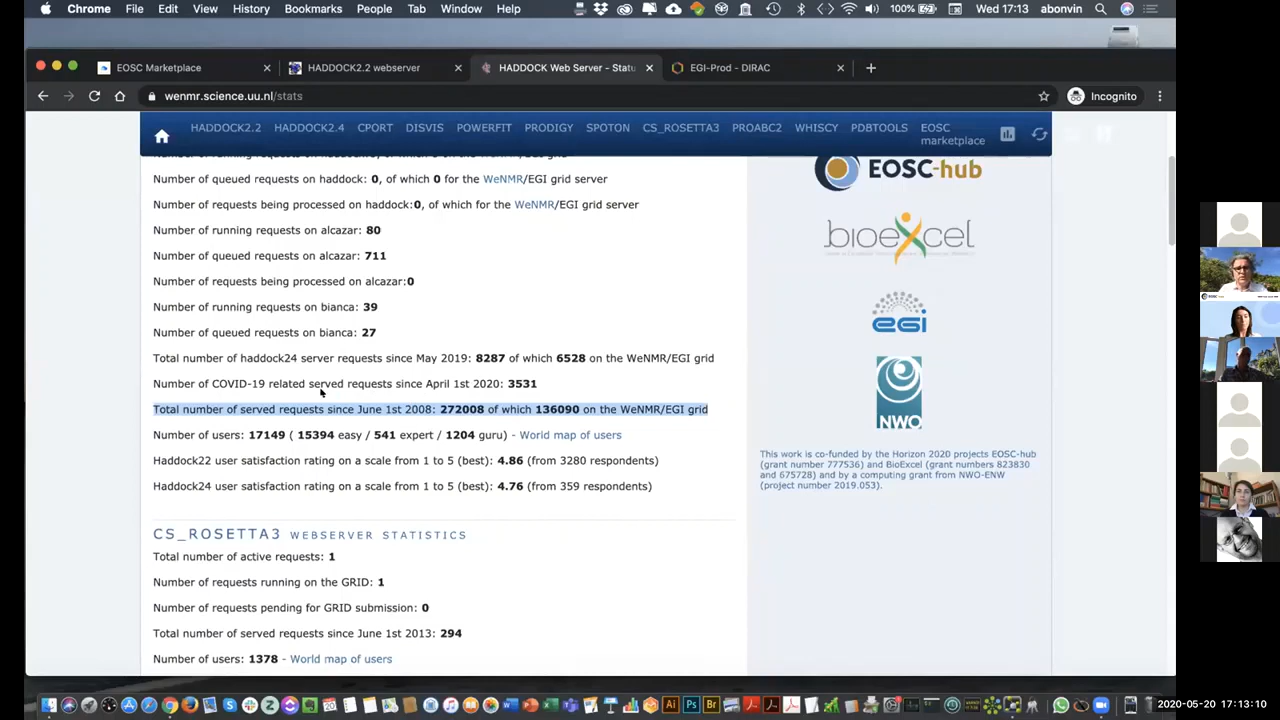 Chrome File Edit View History Bookmarks People Tab Window Help 100% Wed 17:13 abonvin
EOSC Marketplace HADDOCK2.2 webserver HADDOCK Web Server - Statu EGI-Prod - DIRAC
wenmr.science.uu.nl/stats Incognito
HADDOCK2.2 HADDOCK2.4 CPORT DISVIS POWERFIT PRODIGY SPOTON CS_ROSETTA3 PROABC2 WHISCY PDBTOOLS EOSC marketplace
Number of queued requests on haddock: 0, of which 0 for the WeNMR/EGI grid server
Number of requests being processed on haddock:0, of which for the WeNMR/EGI grid server
Number of running requests on alcazar: 80
Number of queued requests on alcazar: 711
Number of requests being processed on alcazar:0
Number of running requests on bianca: 39
Number of queued requests on bianca: 27
Total number of haddock24 server requests since May 2019: 8287 of which 6528 on the WeNMR/EGI grid
Number of COVID-19 related served requests since April 1st 2020: 3531
Total number of served requests since June 1st 2008: 272008 of which 136090 on the WeNMR/EGI grid
Number of users: 17149 ( 15394 easy / 541 expert / 1204 guru) - World map of users
Haddock22 user satisfaction rating on a scale from 1 to 5 (best): 4.86 (from 3280 respondents)
Haddock24 user satisfaction rating on a scale from 1 to 5 (best): 4.76 (from 359 respondents)
CS_ROSETTA3 WEBSERVER STATISTICS
Total number of active requests: 1
Number of requests running on the GRID: 1
Number of requests pending for GRID submission: 0
Total number of served requests since June 1st 2013: 294
Number of users: 1378 - World map of users
EOSC-hub
bioexcel
egi
NWO
This work is co-funded by the Horizon 2020 projects EOSC-hub
(grant number 777536) and BioExcel (grant numbers 823830
and 675728) and by a computing grant from NWO-ENW
(project number 2019.053).
2020-05-20 17:13:10